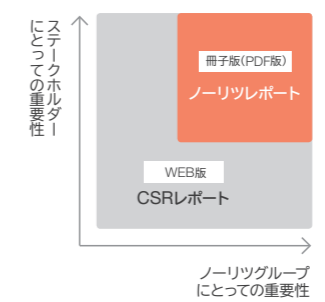 ステークホルダー
にとっての重要性
冊子版(PDF版)
ノーリツレポート
WEB版
CSRレポート
ノーリツグループ
にとっての重要性